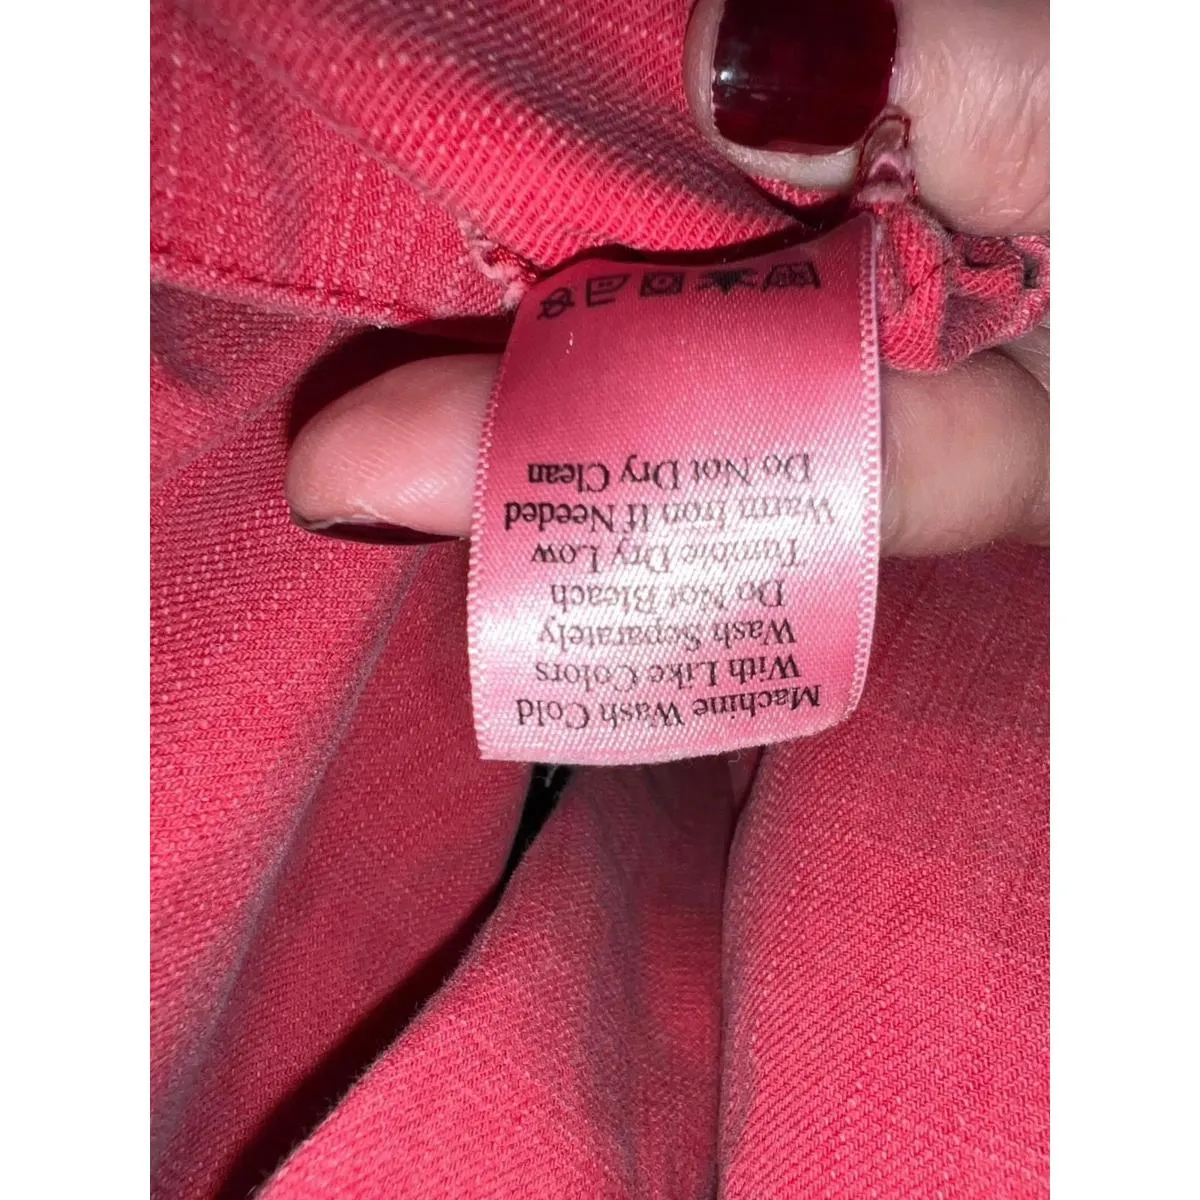 Machine Wash Cold
With Like Colors
Wash Separately
Do Not Bleach
Tumble Dry Low
Warm Iron If Needed
Do Not Dry Clean